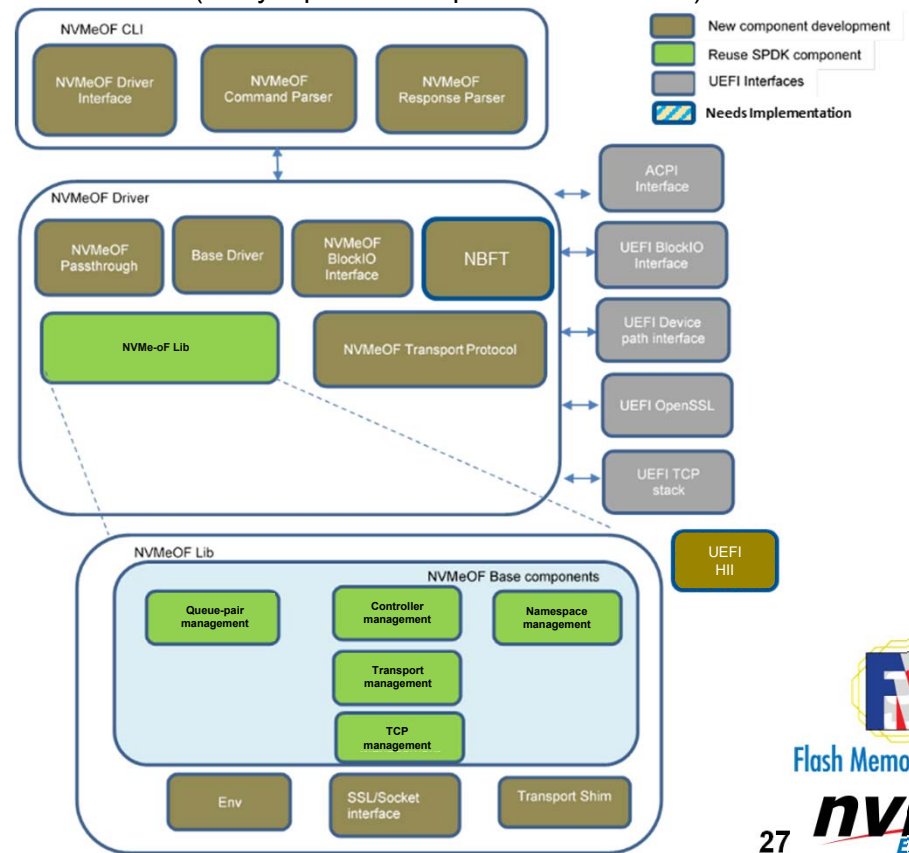 NVMeOF CLI
NVMeOF Driver
Interface
NVMeOF
Command Parser
NVMeOF
Response Parser
New component development
Reuse SPDK component
UEFI Interfaces
Needs Implementation
NVMeOF Driver
NVMeOF
Passthrough
Base Driver
NVMeOF
BlockIO
Interface
NBFT
NVMe-oF Lib
NVMeOF Transport Protocol
ACPI
Interface
UEFI BlockIO
Interface
UEFI Device
path interface
UEFI OpenSSL
UEFI TCP
stack
UEFI
HII
NVMeOF Lib
NVMeOF Base components
Queue-pair
management
Controller
management
Namespace
management
Transport
management
TCP
management
Env
SSL/Socket
interface
Transport Shim
Flash Memo
27